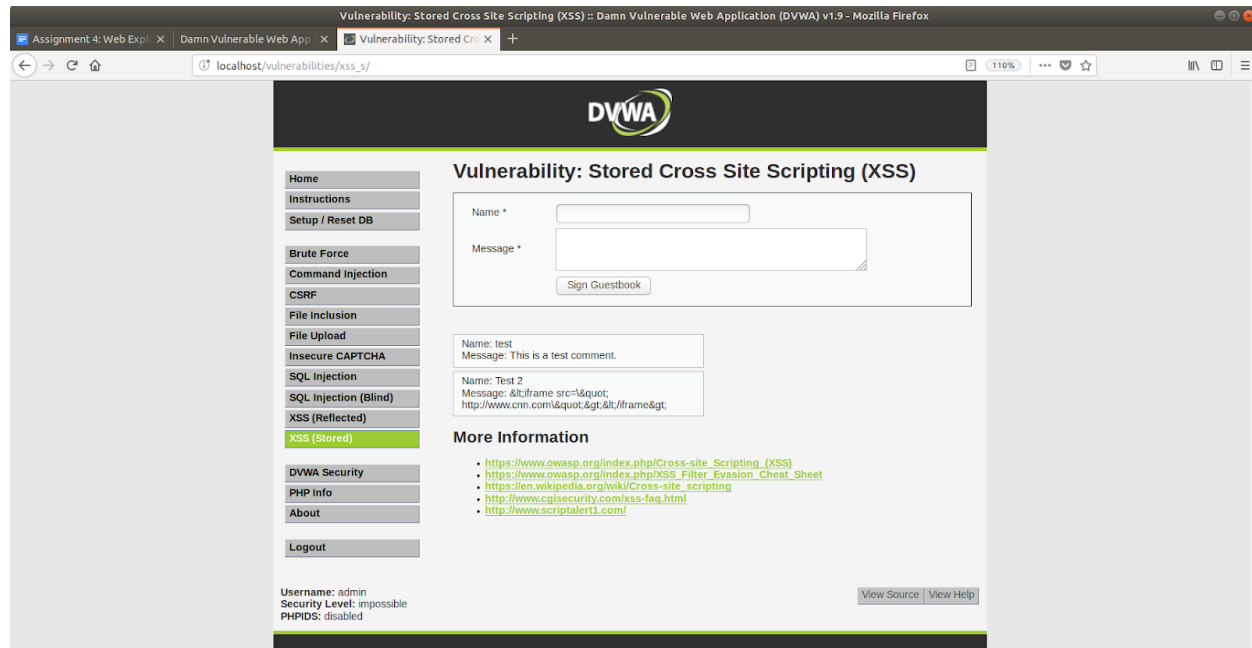 Vulnerability: Stored Cross Site Scripting (XSS) :: Damn Vulnerable Web Application (DVWA) v1.9 - Mozilla Firefox
Assignment 4: Web Expl
Damn Vulnerable Web App
Vulnerability: Stored Cro
localhost/vulnerabilities/xss_s/
110%
DVWA
Home
Instructions
Setup / Reset DB
Brute Force
Command Injection
CSRF
File Inclusion
File Upload
Insecure CAPTCHA
SQL Injection
SQL Injection (Blind)
XSS (Reflected)
XSS (Stored)
DVWA Security
PHP Info
About
Logout
Vulnerability: Stored Cross Site Scripting (XSS)
Name *
Message *
Sign Guestbook
Name: test
Message: This is a test comment.
Name: Test 2
Message: &lt;iframe src=\&quot;
http://www.cnn.com\&quot;&gt;&lt;/iframe&gt;
More Information
• https://www.owasp.org/index.php/Cross-site_Scripting_(XSS)
• https://www.owasp.org/index.php/XSS_Filter_Evasion_Cheat_Sheet
• https://en.wikipedia.org/wiki/Cross-site_scripting
• http://www.cgisecurity.com/xss-faq.html
• http://www.scriptalert1.com/
Username: admin
Security Level: impossible
PHPIDS: disabled
View Source
View Help